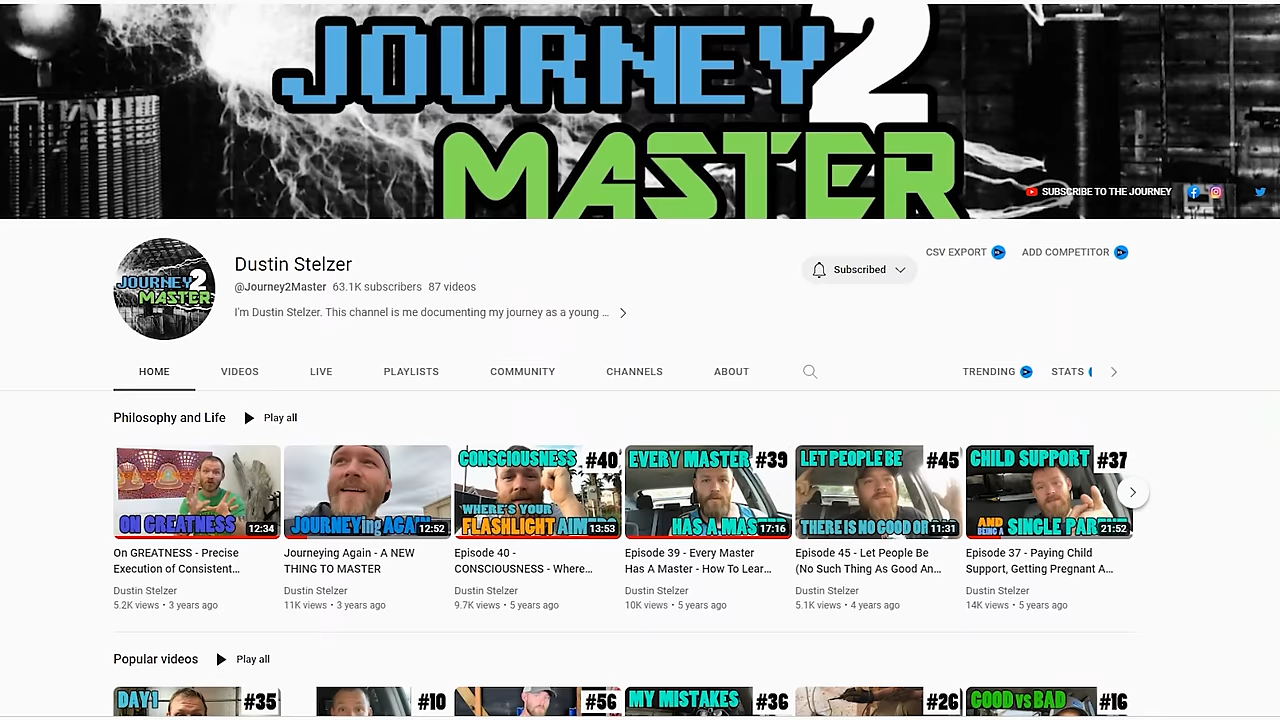 JOURNEY 2
MASTER
SUBSCRIBE TO THE JOURNEY
JOURNEY 2
MASTER
Dustin Stelzer
@Journey2Master 63.1K subscribers 87 videos
I'm Dustin Stelzer. This channel is me documenting my journey as a young ...
Subscribed
CSV EXPORT
ADD COMPETITOR
HOME VIDEOS LIVE PLAYLISTS COMMUNITY CHANNELS ABOUT TRENDING STATS
Philosophy and Life Play all
ON GREATNESS
12:34
JOURNEYing AGAIN
12:52
CONSCIOUSNESS #40
WHERE'S YOUR
FLASHLIGHT AIMED
13:53
EVERY MASTER #39
HAS A MASTER
17:16
LET PEOPLE BE #45
THERE IS NO GOOD OR
11:31
CHILD SUPPORT #37
AND
BEING A SINGLE PARENT
21:52
On GREATNESS - Precise
Execution of Consistent...
Dustin Stelzer
5.2K views • 3 years ago
Journeying Again - A NEW
THING TO MASTER
Dustin Stelzer
11K views • 3 years ago
Episode 40 -
CONSCIOUSNESS - Where...
Dustin Stelzer
9.7K views • 5 years ago
Episode 39 - Every Master
Has A Master - How To Lear...
Dustin Stelzer
10K views • 5 years ago
Episode 45 - Let People Be
(No Such Thing As Good An...
Dustin Stelzer
5.1K views • 4 years ago
Episode 37 - Paying Child
Support, Getting Pregnant A...
Dustin Stelzer
14K views • 5 years ago
Popular videos Play all
DAY 1 #35
#10
#56
MY MISTAKES #36
#26
GOOD vs BAD #16